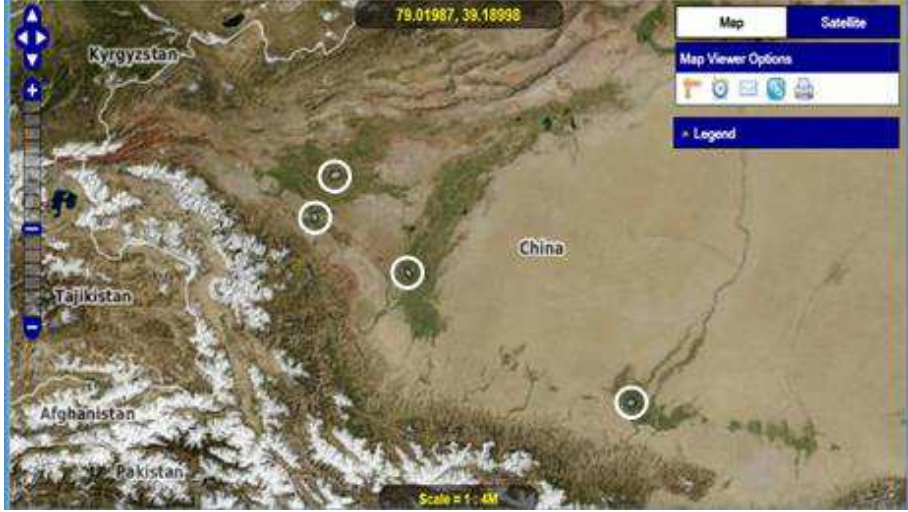 79.01987, 39.18998
Map
Satellite
Kyrgyzstan
Map Viewer Options
Legend
China
Tajikistan
Afghanistan
Pakistan
Scale = 1 : 4M